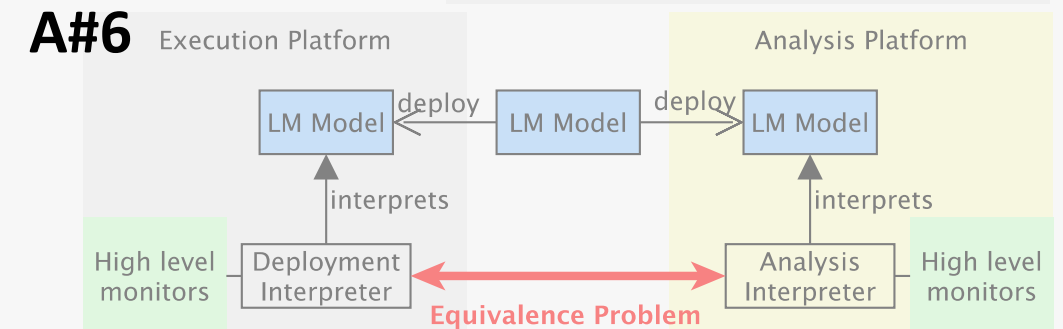 A#6
Execution Platform
Analysis Platform
deploy
deploy
LM Model
LM Model
LM Model
interprets
interprets
High level
monitors
Deployment
Interpreter
Analysis
Interpreter
High level
monitors
Equivalence Problem